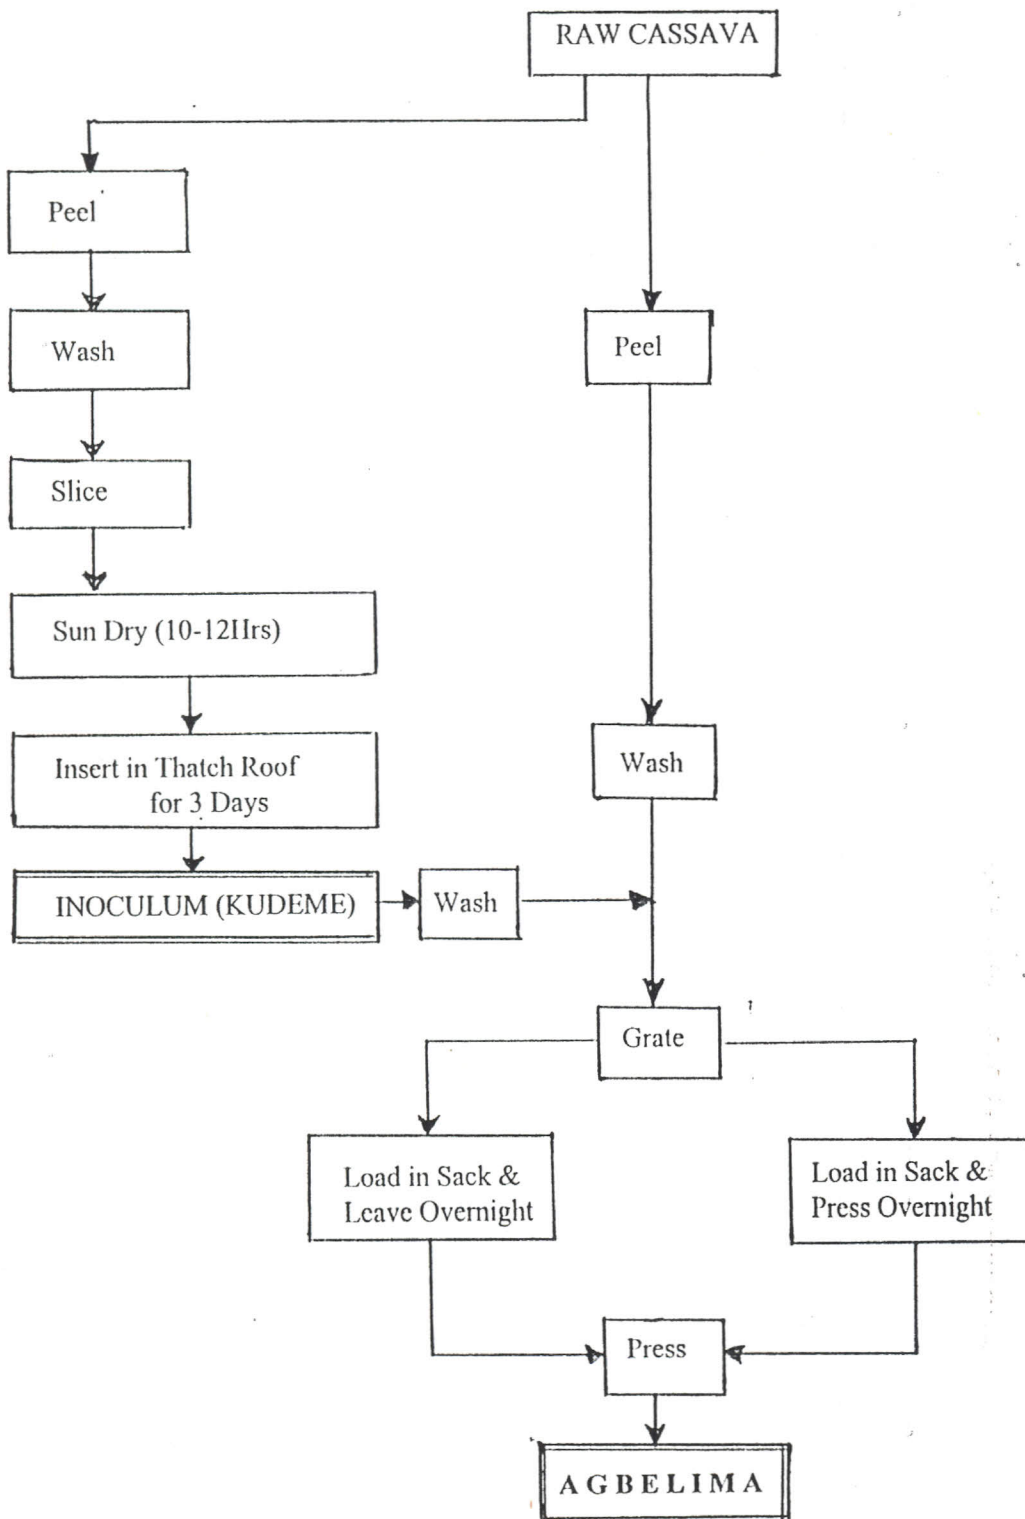 RAW CASSAVA
Peel
Wash
Slice
Sun Dry (10-12Hrs)
Insert in Thatch Roof
for 3 Days
INOCULUM (KUDEME)
Wash
Peel
Wash
Grate
Load in Sack &
Leave Overnight
Load in Sack &
Press Overnight
Press
AGBELIMA